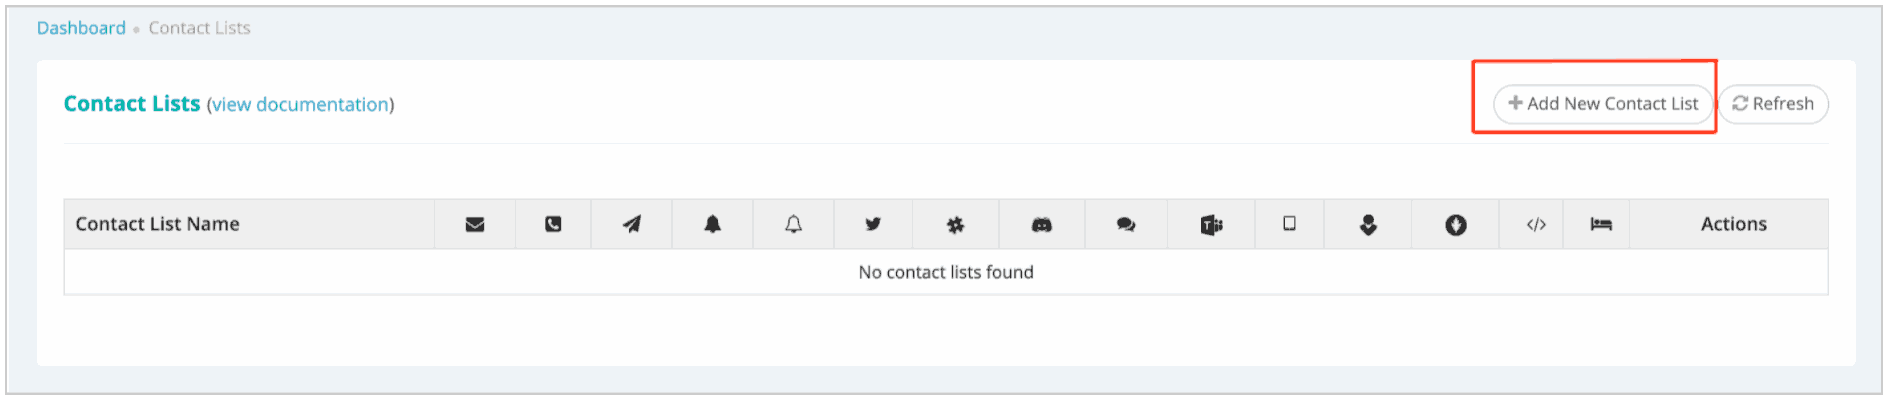 Dashboard • Contact Lists
Contact Lists (view documentation)
+ Add New Contact List Refresh
Contact List Name </> Actions
No contact lists found